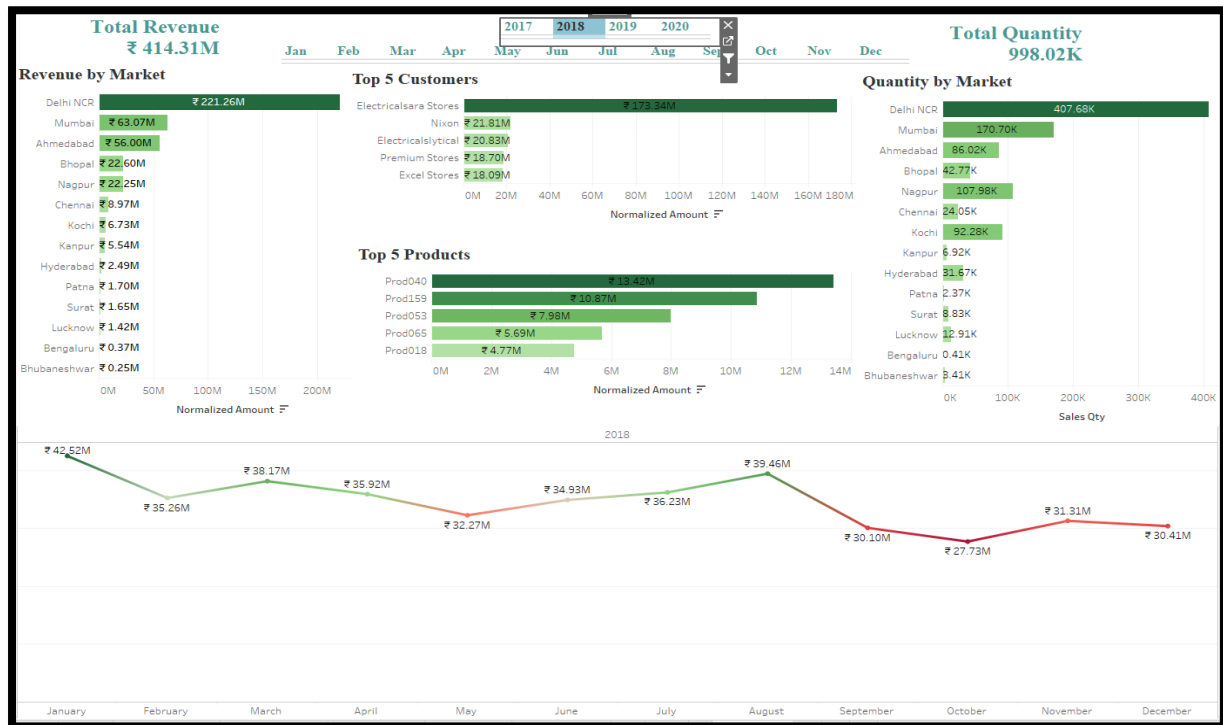 Total Revenue
₹ 414.31M
2017 2018 2019 2020
Jan Feb Mar Apr May Jun Jul Aug Sep Oct Nov Dec
Total Quantity
998.02K
Revenue by Market
Delhi NCR ₹ 221.26M
Mumbai ₹ 63.07M
Ahmedabad ₹ 56.00M
Bhopal ₹ 22.60M
Nagpur ₹ 22.25M
Chennai ₹ 8.97M
Kochi ₹ 6.73M
Kanpur ₹ 5.54M
Hyderabad ₹ 2.49M
Patna ₹ 1.70M
Surat ₹ 1.65M
Lucknow ₹ 1.42M
Bengaluru ₹ 0.37M
Bhubaneshwar ₹ 0.25M
0M 50M 100M 150M 200M
Normalized Amount
Top 5 Customers
Electricalsara Stores ₹ 173.34M
Nixon ₹ 21.81M
Electricalslytical ₹ 20.83M
Premium Stores ₹ 18.70M
Excel Stores ₹ 18.09M
0M 20M 40M 60M 80M 100M 120M 140M 160M 180M
Normalized Amount
Top 5 Products
Prod040 ₹ 13.42M
Prod159 ₹ 10.87M
Prod053 ₹ 7.98M
Prod065 ₹ 5.69M
Prod018 ₹ 4.77M
0M 2M 4M 6M 8M 10M 12M 14M
Normalized Amount
Quantity by Market
Delhi NCR 407.68K
Mumbai 170.70K
Ahmedabad 86.02K
Bhopal 42.77K
Nagpur 107.98K
Chennai 24.05K
Kochi 92.28K
Kanpur 6.92K
Hyderabad 31.67K
Patna 2.37K
Surat 8.83K
Lucknow 12.91K
Bengaluru 0.41K
Bhubaneshwar 3.41K
0K 100K 200K 300K 400K
Sales Qty
2018
₹ 42.52M
₹ 35.26M
₹ 38.17M
₹ 35.92M
₹ 32.27M
₹ 34.93M
₹ 36.23M
₹ 39.46M
₹ 30.10M
₹ 27.73M
₹ 31.31M
₹ 30.41M
January February March April May June July August September October November December